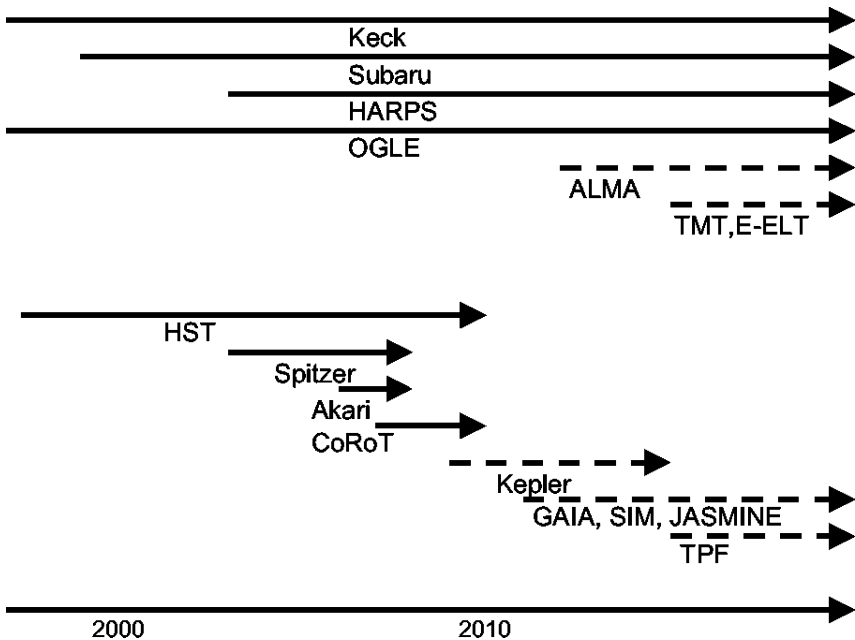 Keck
Subaru
HARPS
OGLE
ALMA
TMT,E-ELT
HST
Spitzer
Akari
CoRoT
Kepler
GAIA, SIM, JASMINE
TPF
2000 2010